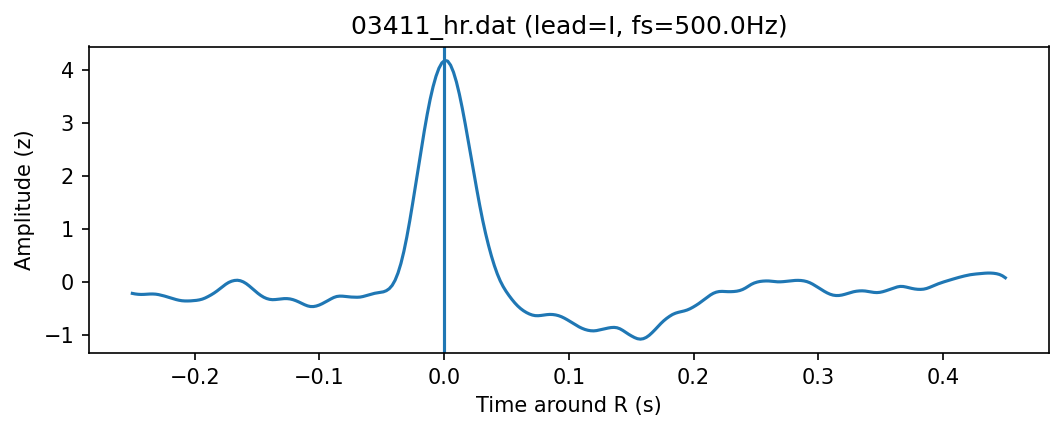 03411_hr.dat (lead=I, fs=500.0Hz)
Amplitude (z)
4
3
2
1
0
−1
−0.2 −0.1 0.0 0.1 0.2 0.3 0.4
Time around R (s)